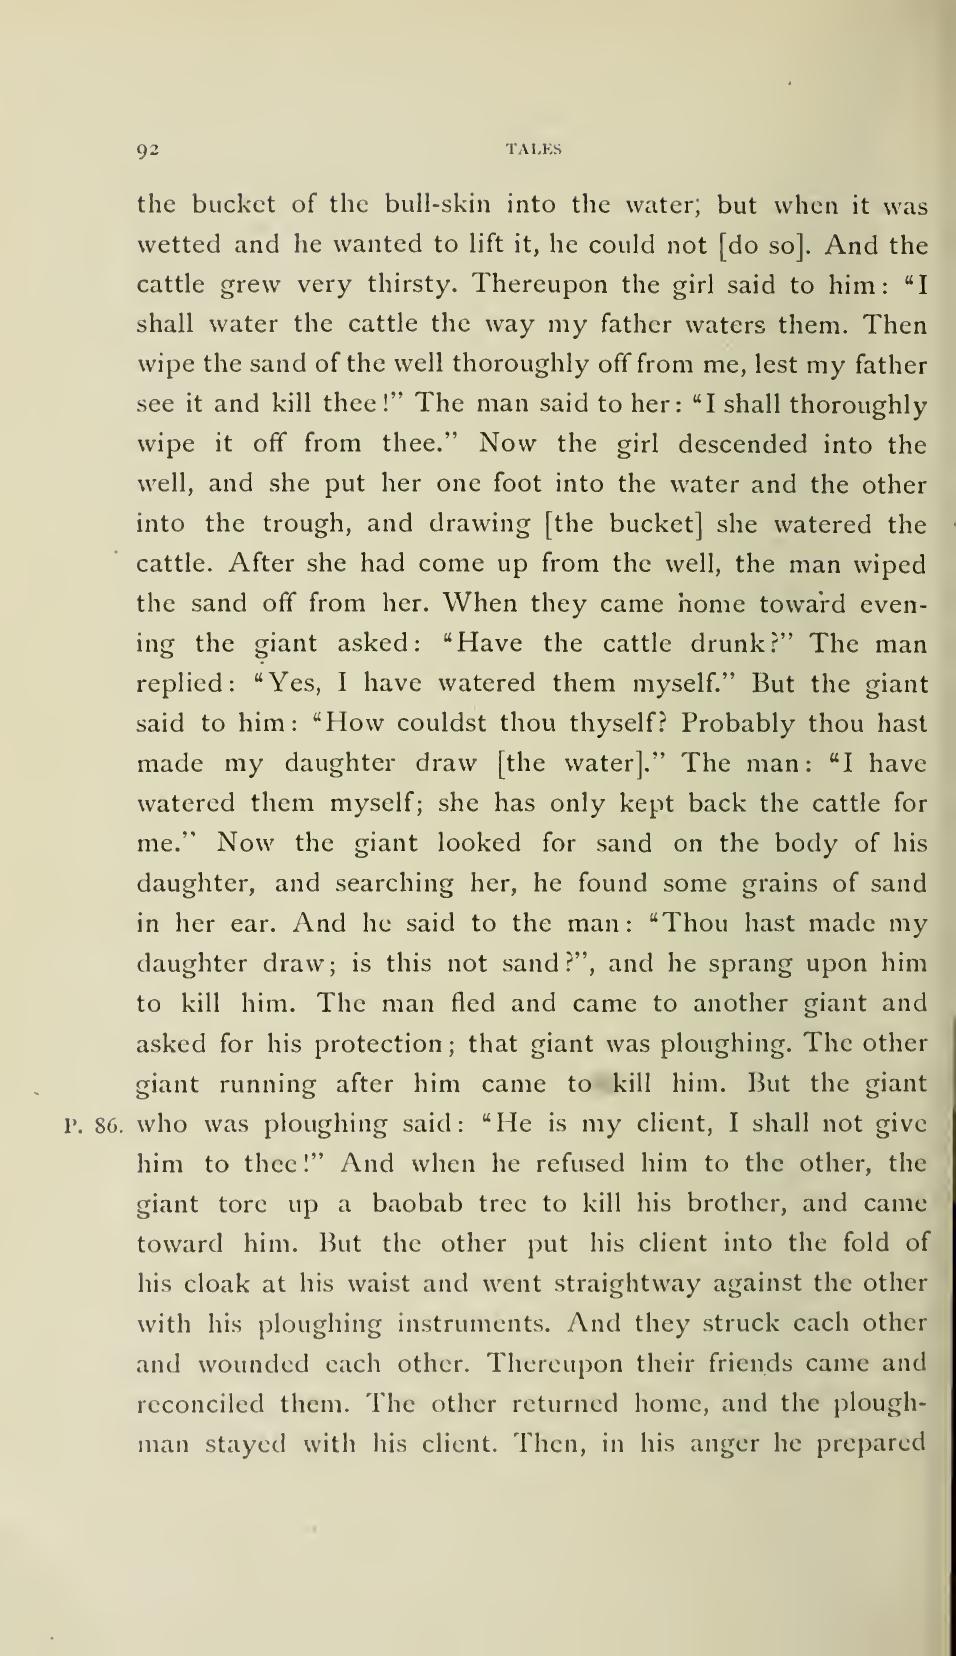 92 TALES
the bucket of the bull-skin into the water; but when it was
wetted and he wanted to lift it, he could not [do so]. And the
cattle grew very thirsty. Thereupon the girl said to him: “I
shall water the cattle the way my father waters them. Then
wipe the sand of the well thoroughly off from me, lest my father
see it and kill thee!” The man said to her: “I shall thoroughly
wipe it off from thee.” Now the girl descended into the
well, and she put her one foot into the water and the other
into the trough, and drawing [the bucket] she watered the
cattle. After she had come up from the well, the man wiped
the sand off from her. When they came home toward even-
ing the giant asked: “Have the cattle drunk?” The man
replied: “Yes, I have watered them myself.” But the giant
said to him: “How couldst thou thyself? Probably thou hast
made my daughter draw [the water].” The man: “I have
watered them myself; she has only kept back the cattle for
me.” Now the giant looked for sand on the body of his
daughter, and searching her, he found some grains of sand
in her ear. And he said to the man: “Thou hast made my
daughter draw; is this not sand?”, and he sprang upon him
to kill him. The man fled and came to another giant and
asked for his protection; that giant was ploughing. The other
giant running after him came to kill him. But the giant
P. 86. who was ploughing said: “He is my client, I shall not give
him to thee!” And when he refused him to the other, the
giant tore up a baobab tree to kill his brother, and came
toward him. But the other put his client into the fold of
his cloak at his waist and went straightway against the other
with his ploughing instruments. And they struck each other
and wounded each other. Thereupon their friends came and
reconciled them. The other returned home, and the plough-
man stayed with his client. Then, in his anger he prepared